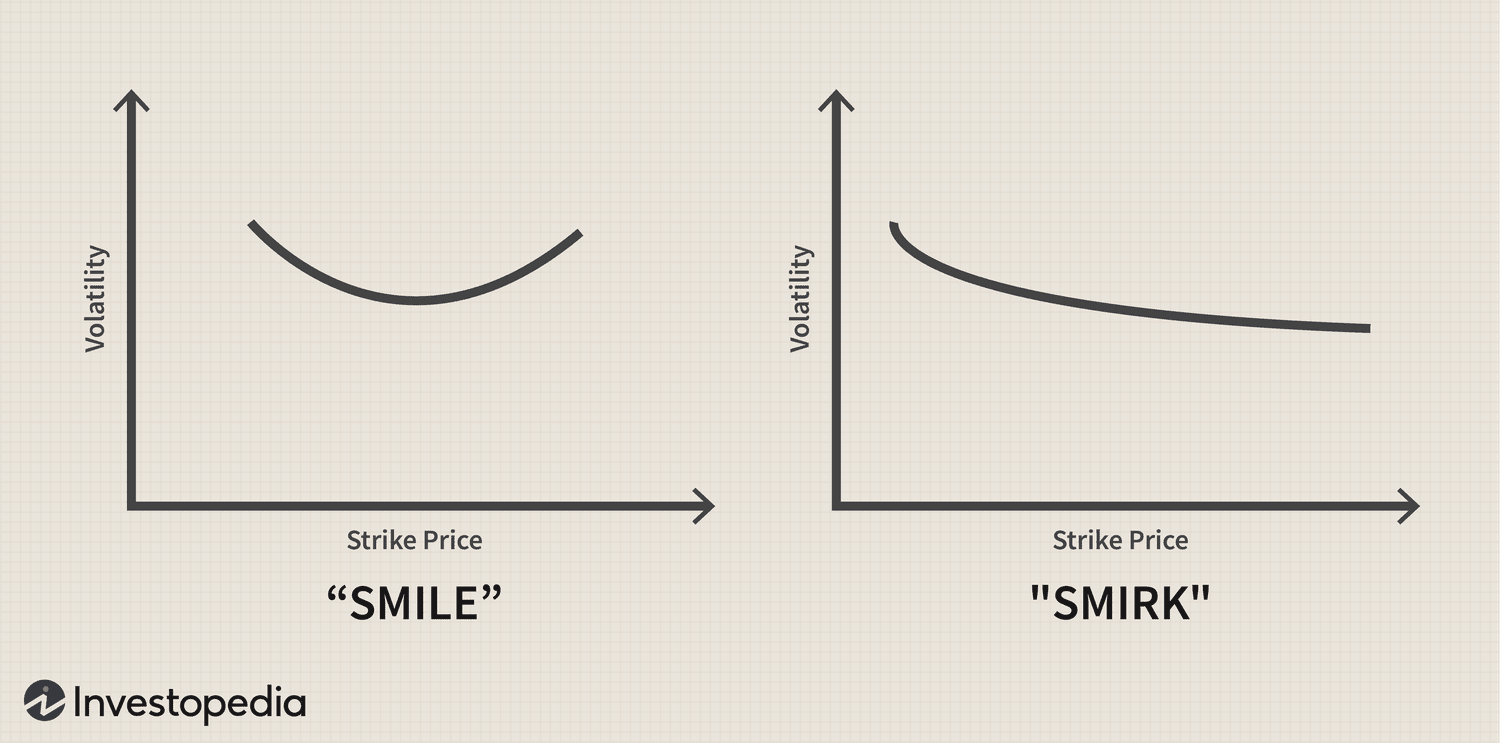 Volatility
Strike Price
“SMILE”
Volatility
Strike Price
"SMIRK"
Investopedia